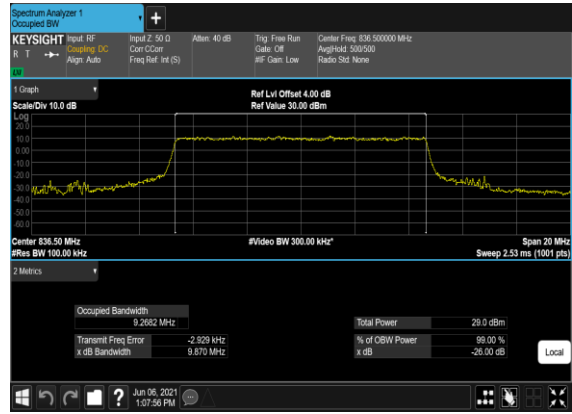 Spectrum Analyzer 1
Occupied BW
KEYSIGHT Input: RF Input Z: 50 Ω Atten: 40 dB Trig: Free Run Center Freq: 836.500000 MHz
R T Coupling: DC Corr CCorr Gate: Off Avg|Hold: 500/500
Align: Auto Freq Ref: Int (S) #IF Gain: Low Radio Std: None
1 Graph
Ref Lvl Offset 4.00 dB
Scale/Div 10.0 dB Ref Value 30.00 dBm
Log
20.0
10.0
0.00
-10.0
-20.0
-30.0
-40.0
-50.0
-60.0
Center 836.50 MHz #Video BW 300.00 kHz* Span 20 MHz
#Res BW 100.00 kHz Sweep 2.53 ms (1001 pts)
2 Metrics
Occupied Bandwidth
9.2682 MHz Total Power 29.0 dBm
Transmit Freq Error -2.929 kHz % of OBW Power 99.00 %
x dB Bandwidth 9.870 MHz x dB -26.00 dB
Local
Jun 06, 2021
1:07:56 PM